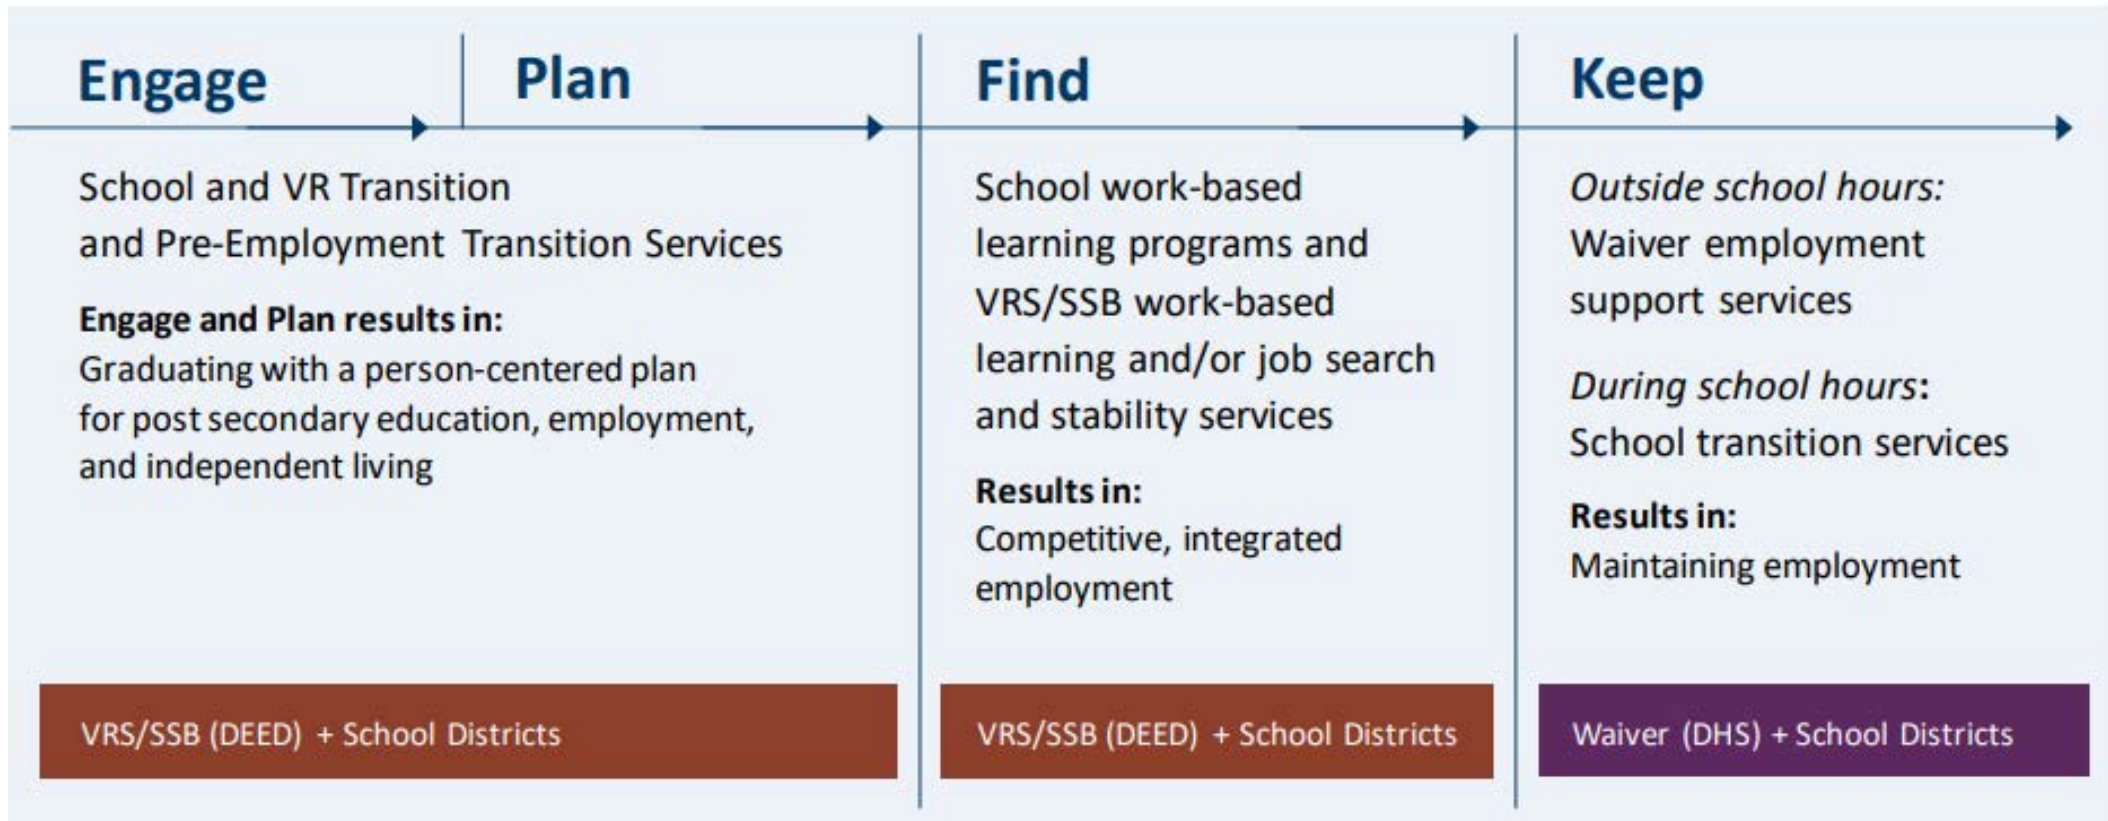 Engage
Plan
School and VR Transition
and Pre-Employment Transition Services
Engage and Plan results in:
Graduating with a person-centered plan
for post secondary education, employment,
and independent living
VRS/SSB (DEED) + School Districts
Find
School work-based
learning programs and
VRS/SSB work-based
learning and/or job search
and stability services
Results in:
Competitive, integrated
employment
VRS/SSB (DEED) + School Districts
Keep
Outside school hours:
Waiver employment
support services
During school hours:
School transition services
Results in:
Maintaining employment
Waiver (DHS) + School Districts